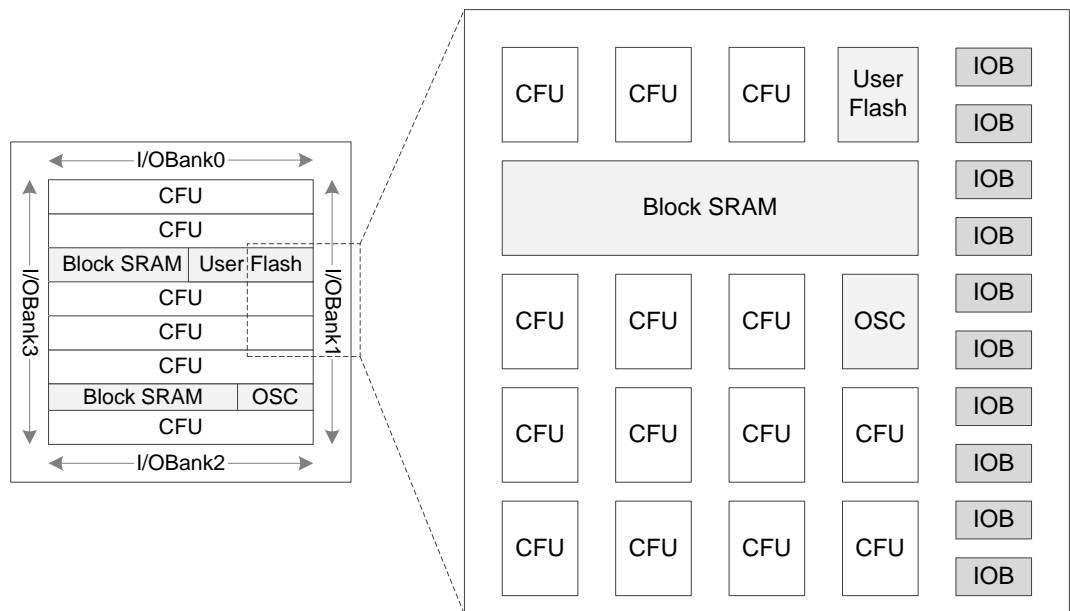 I/OBank0
CFU
CFU
Block SRAM User Flash
CFU
CFU
CFU
Block SRAM OSC
CFU
I/OBank2
I/OBank3
I/OBank1
CFU CFU CFU User Flash IOB
IOB
Block SRAM IOB
IOB
CFU CFU CFU OSC IOB
IOB
CFU CFU CFU CFU IOB
IOB
CFU CFU CFU CFU IOB
IOB